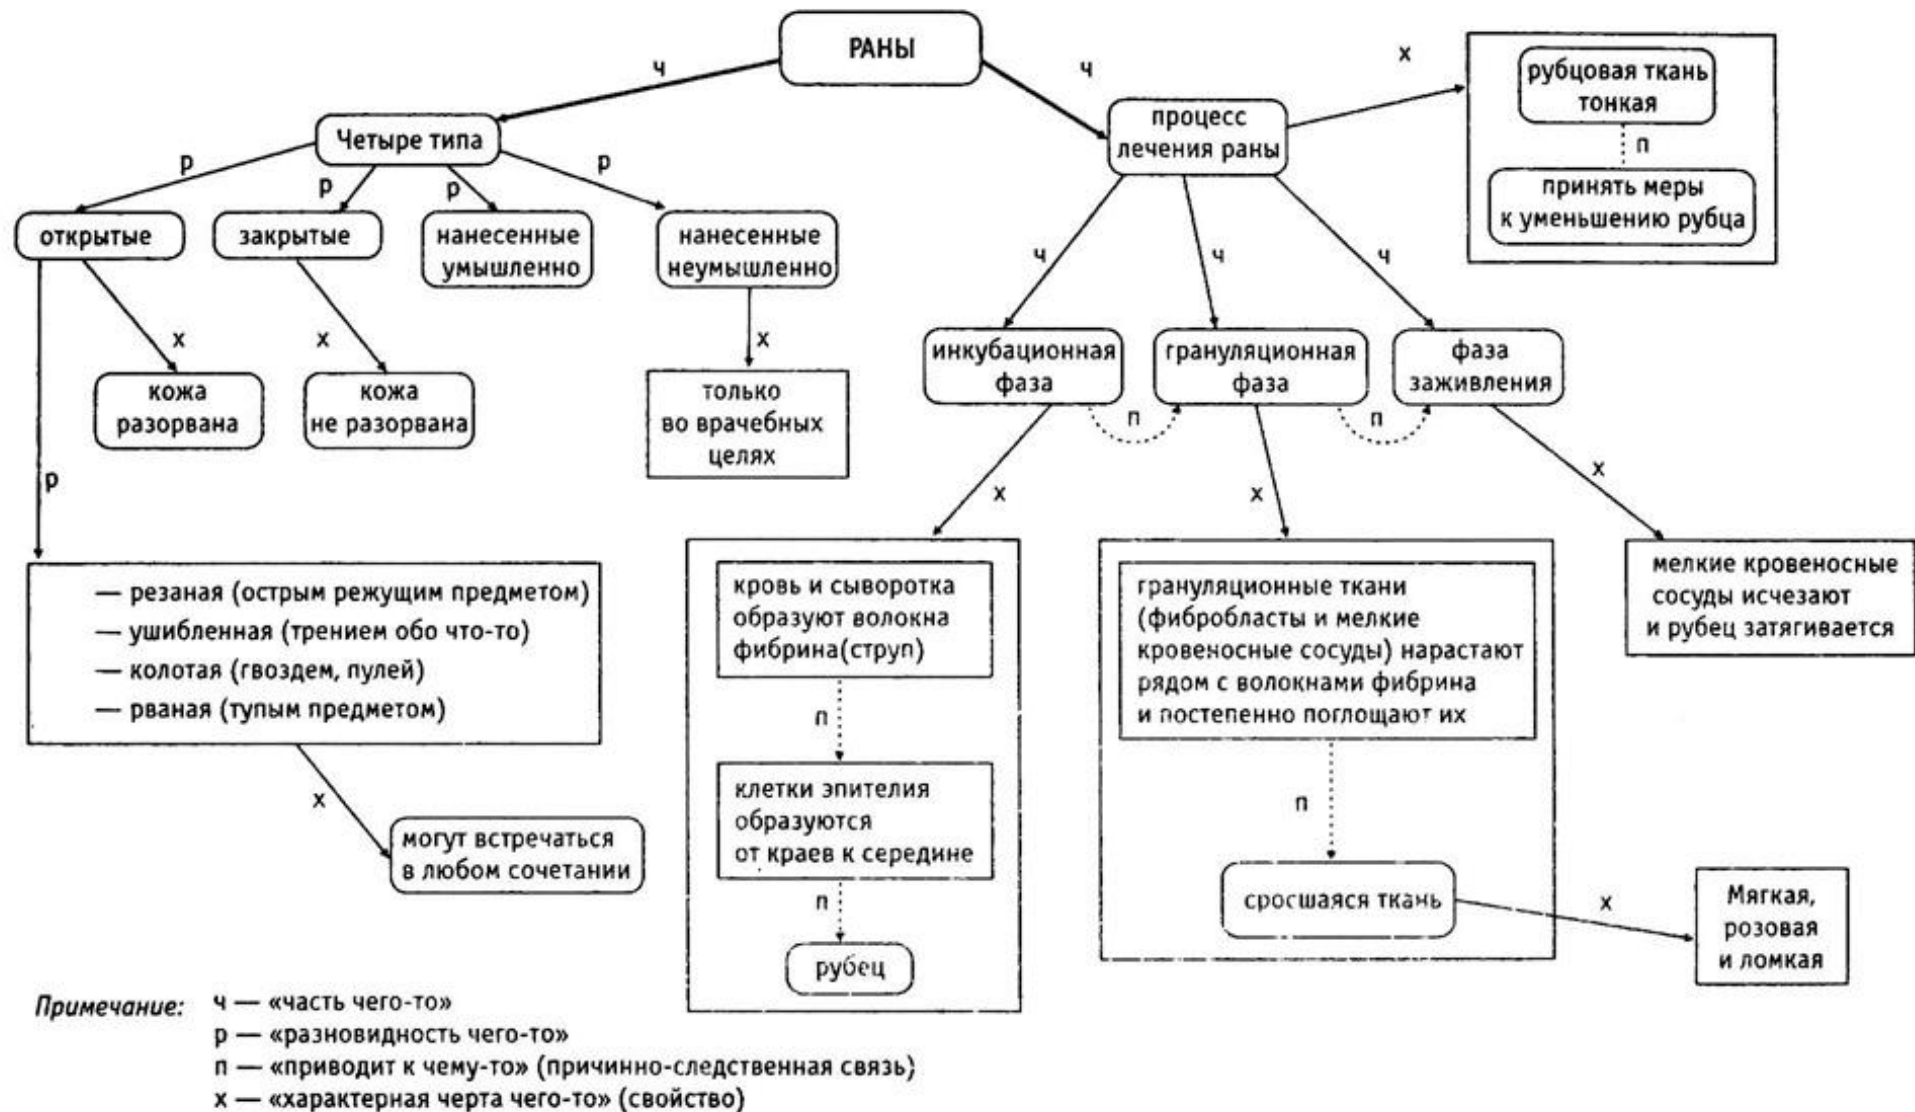 РАНЫ
ч
ч
х
рубцовая ткань
тонкая
п
принять меры
к уменьшению рубца
Четыре типа
процесс
лечения раны
р
р
р
р
открытые
закрытые
нанесенные
умышленно
нанесенные
неумышленно
ч
ч
ч
х
х
х
кожа
разорвана
кожа
не разорвана
только
во врачебных
целях
инкубационная
фаза
грануляционная
фаза
фаза
заживления
п
п
р
х
х
х
— резаная (острым режущим предметом)
— ушибленная (трением обо что-то)
— колотая (гвоздем, пулей)
— рваная (тупым предметом)
х
могут встречаться
в любом сочетании
кровь и сыворотка
образуют волокна
фибрина(струп)
п
клетки эпителия
образуются
от краев к середине
п
рубец
грануляционные ткани
(фибробласты и мелкие
кровеносные сосуды) нарастают
рядом с волокнами фибрина
и постепенно поглощают их
п
сросшаяся ткань
х
Мягкая,
розовая
и ломкая
мелкие кровеносные
сосуды исчезают
и рубец затягивается
Примечание: ч — «часть чего-то»
р — «разновидность чего-то»
п — «приводит к чему-то» (причинно-следственная связь)
х — «характерная черта чего-то» (свойство)